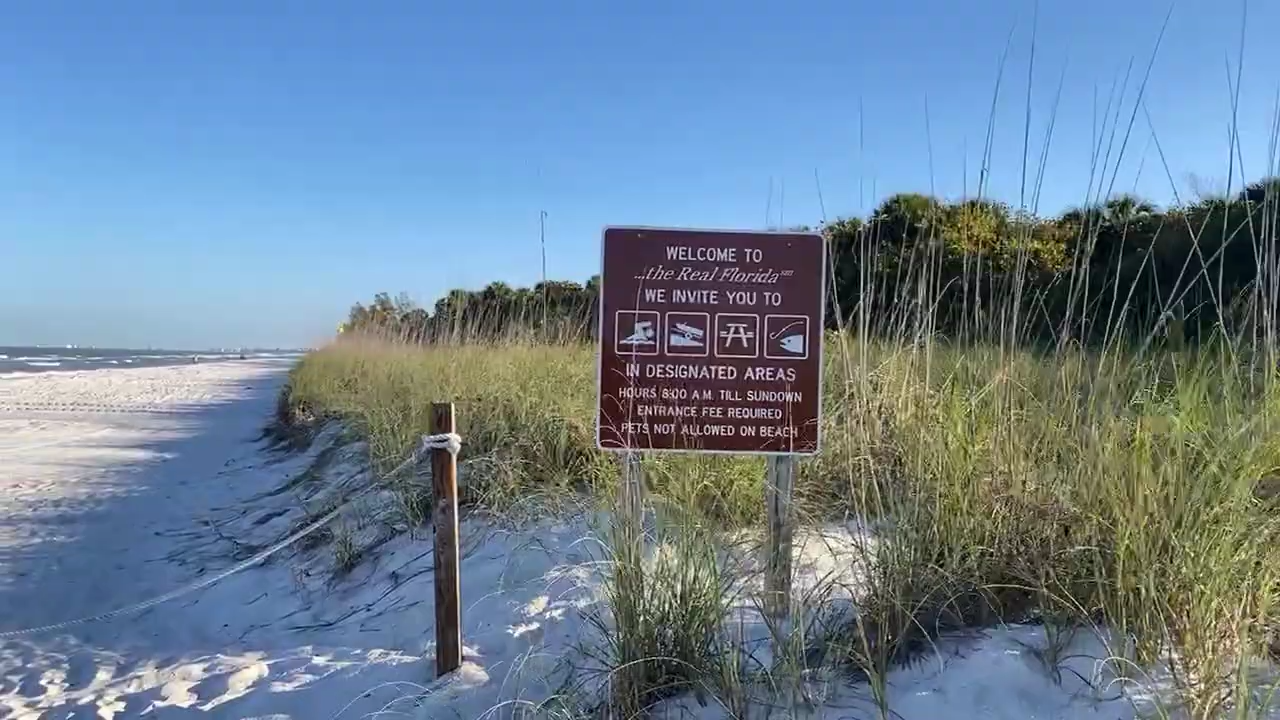 WELCOME TO
...the Real Florida℠
WE INVITE YOU TO
IN DESIGNATED AREAS
HOURS 8:00 A.M. TILL SUNDOWN
ENTRANCE FEE REQUIRED
PETS NOT ALLOWED ON BEACH